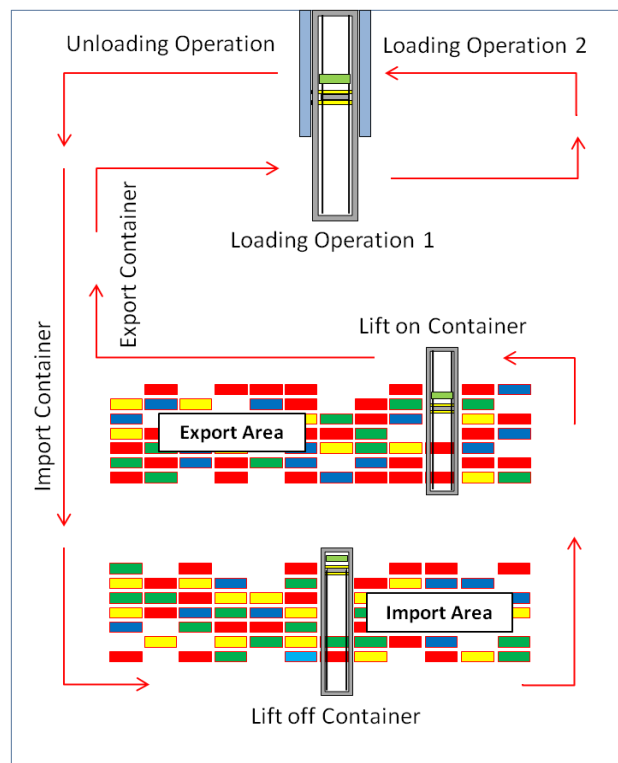 Unloading Operation
Loading Operation 2
Loading Operation 1
Export Container
Import Container
Lift on Container
Export Area
Import Area
Lift off Container